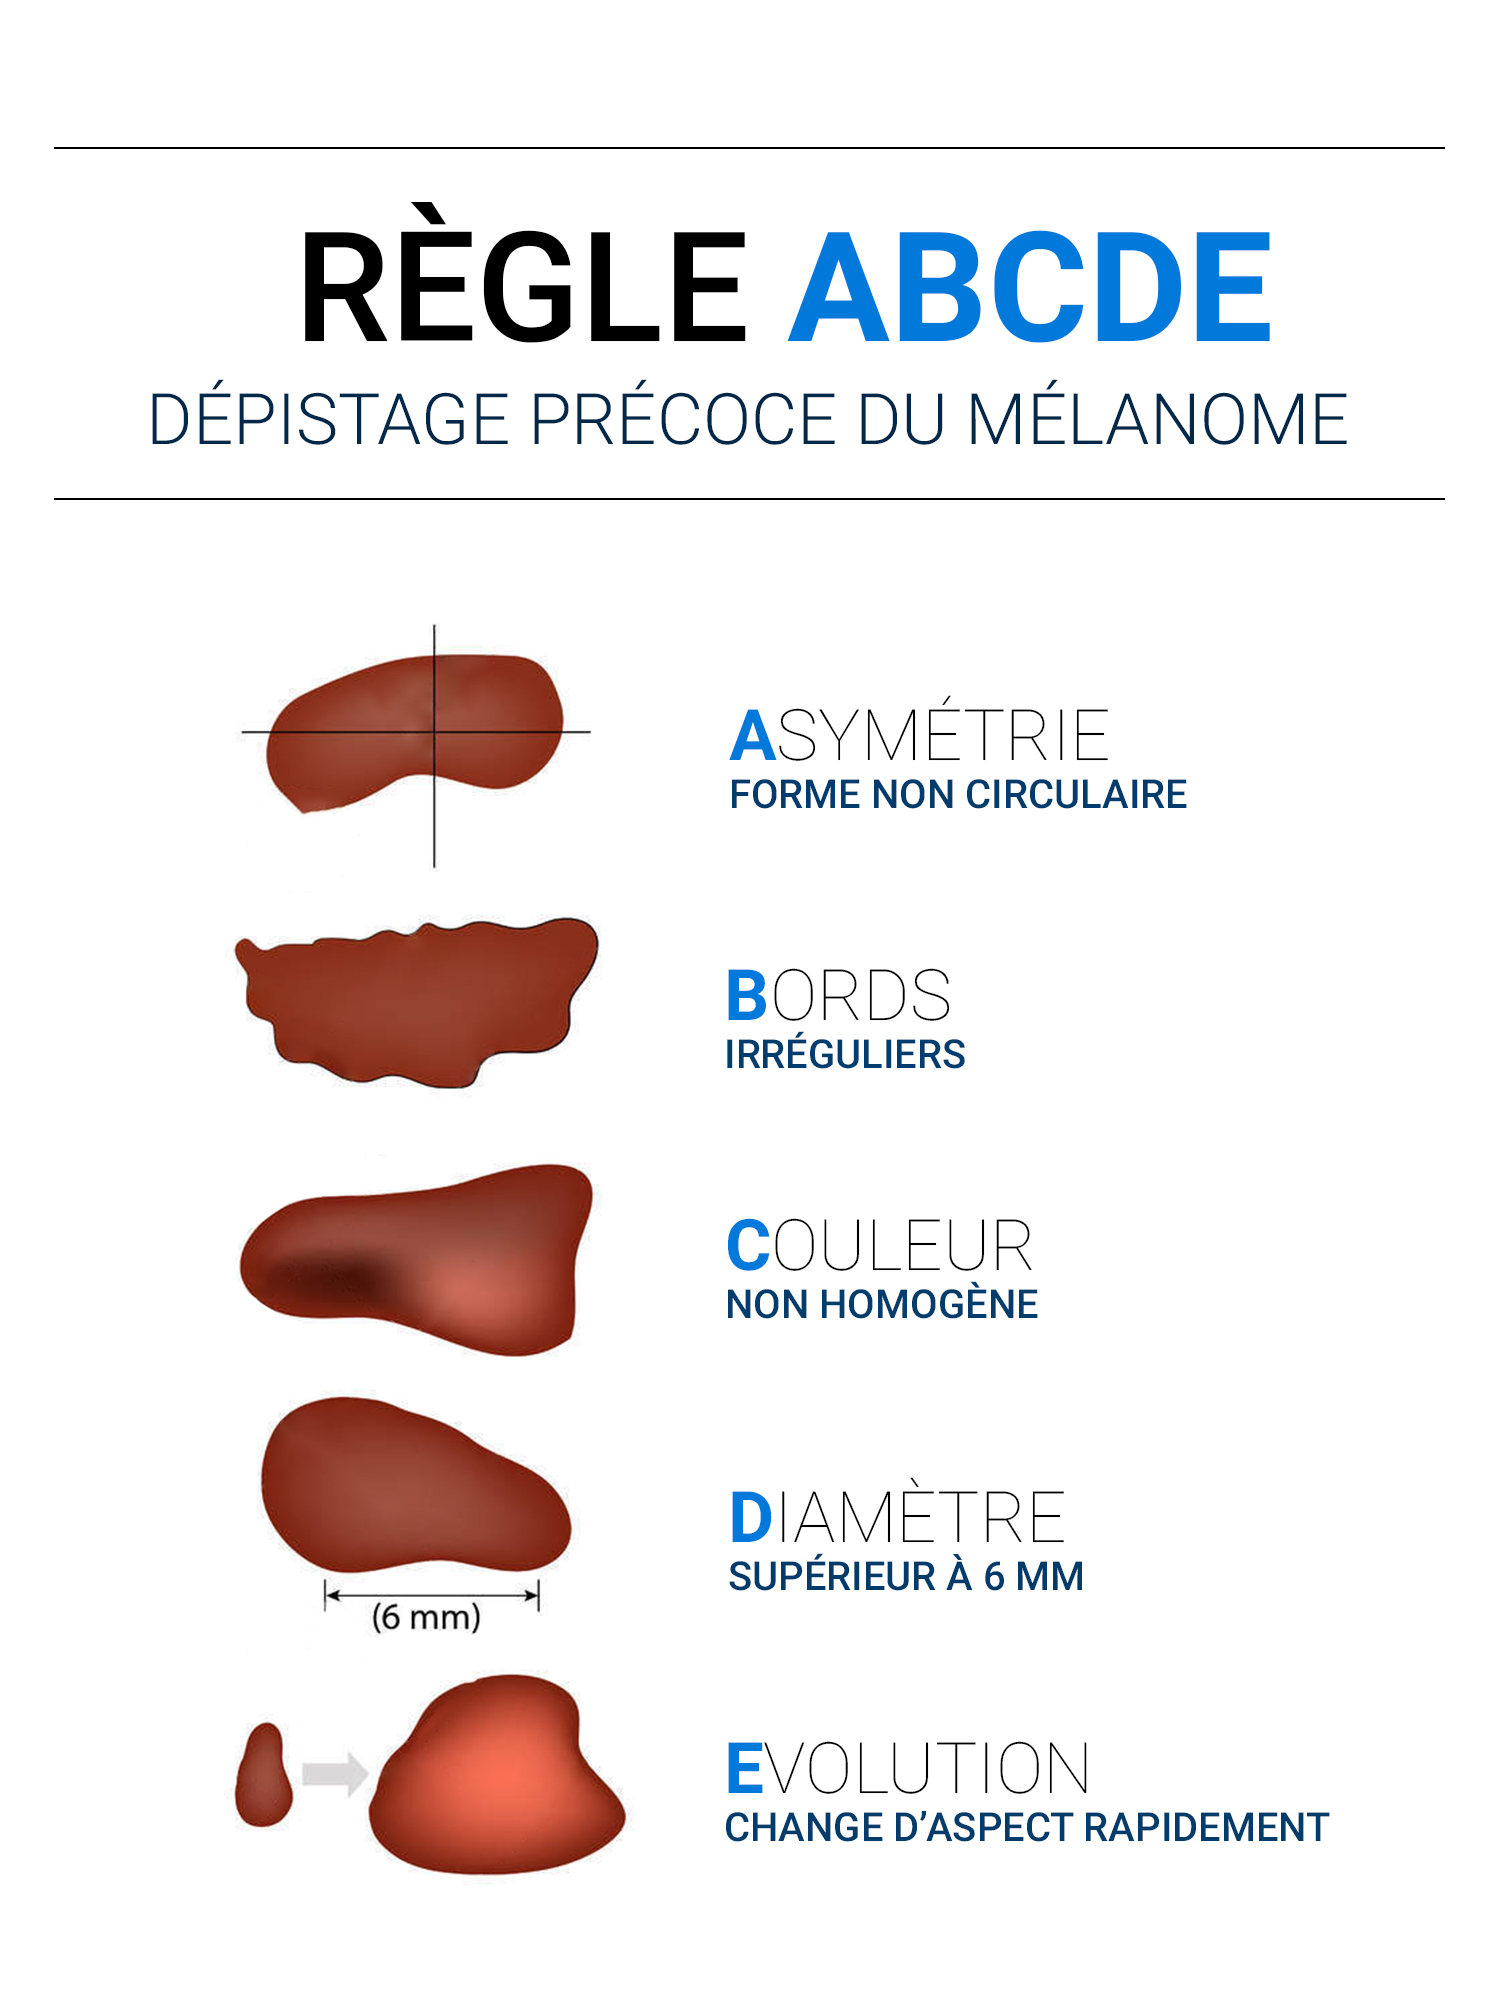 RÈGLE ABCDE
DÉPISTAGE PRÉCOCE DU MÉLANOME
ASYMÉTRIE
FORME NON CIRCULAIRE
BORDS
IRRÉGULIERS
COULEUR
NON HOMOGÈNE
DIAMÈTRE
SUPÉRIEUR À 6 MM
(6 mm)
EVOLUTION
CHANGE D’ASPECT RAPIDEMENT